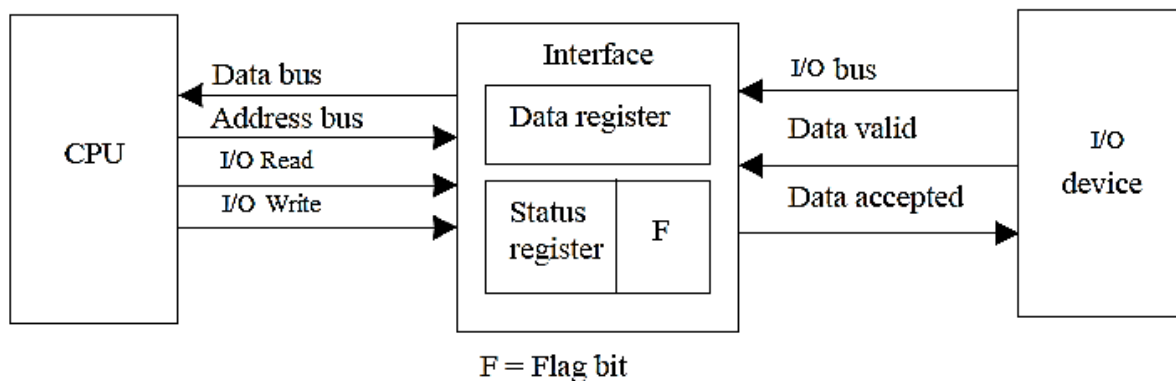 CPU
Data bus
Address bus
I/O Read
I/O Write
Interface
Data register
Status
register
F
I/O bus
Data valid
Data accepted
I/O
device
F = Flag bit